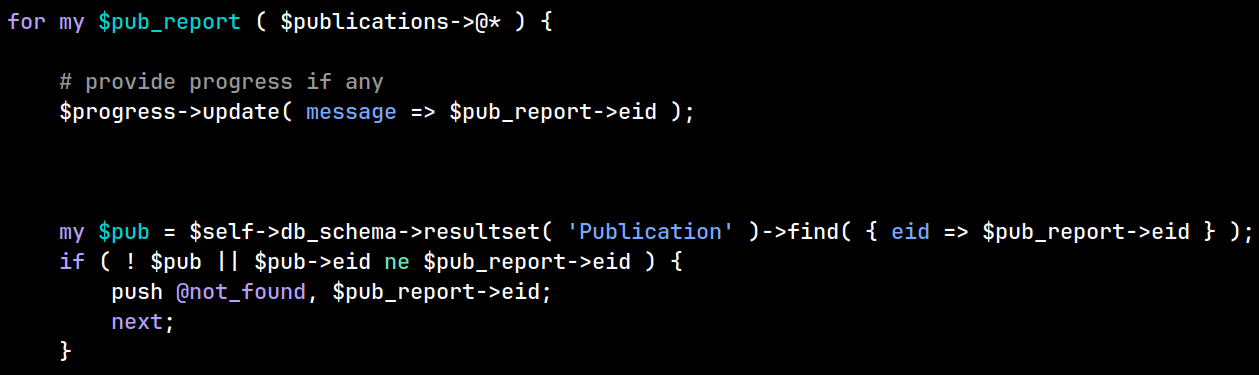 for my $pub_report ( $publications->@* ) {
# provide progress if any
$progress->update( message => $pub_report->eid );
my $pub = $self->db_schema->resultset( 'Publication' )->find( { eid => $pub_report->eid } );
if ( ! $pub || $pub->eid ne $pub_report->eid ) {
push @not_found, $pub_report->eid;
next;
}